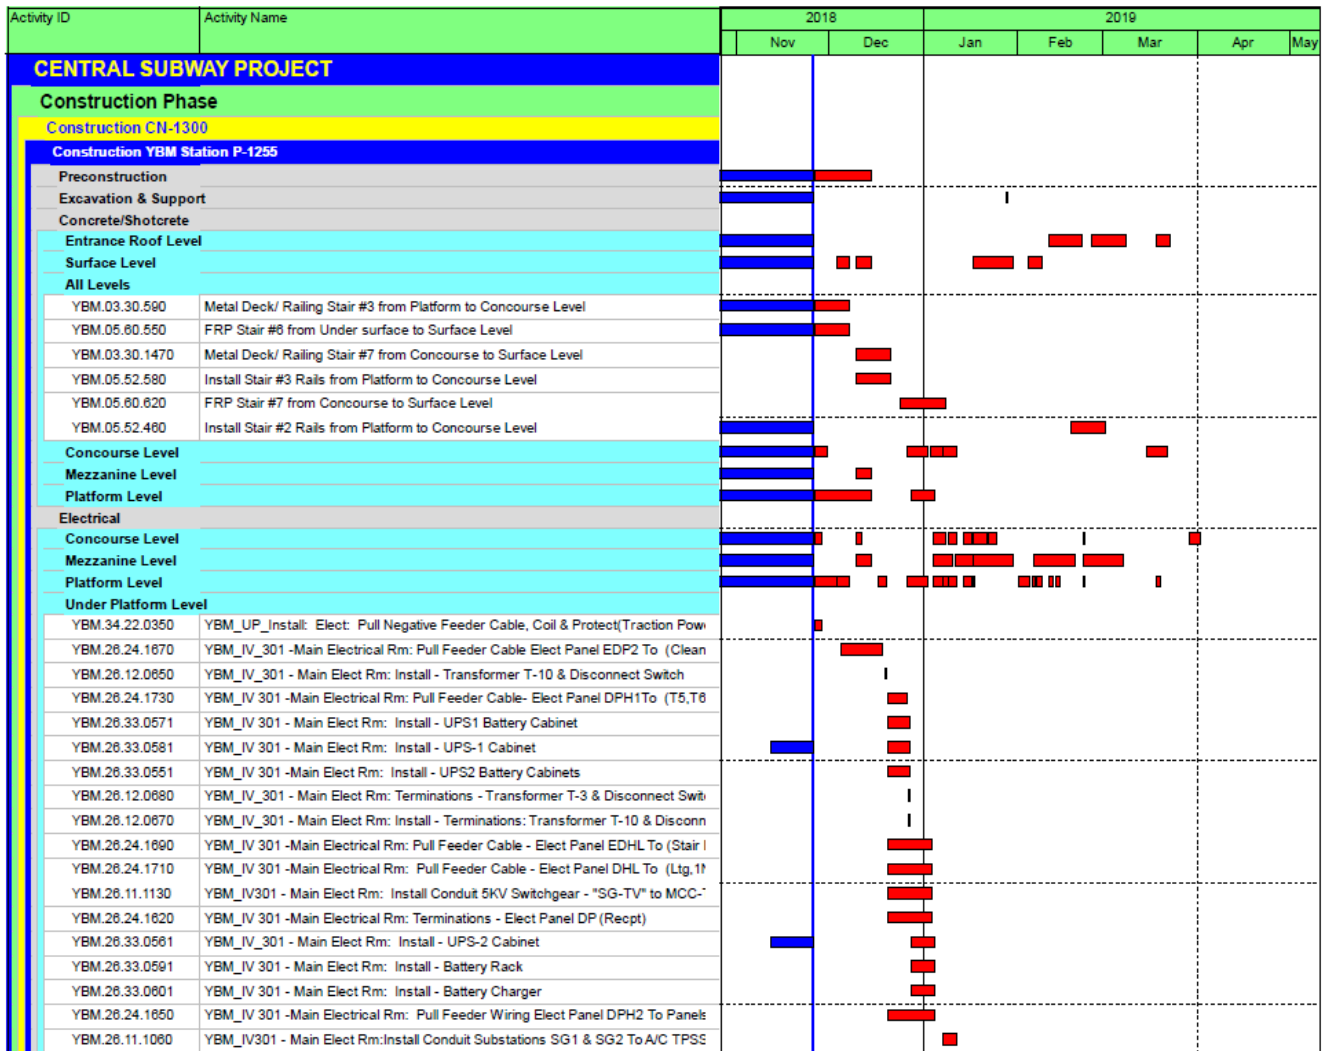 Activity ID Activity Name 2018 2019
Nov Dec Jan Feb Mar Apr May
CENTRAL SUBWAY PROJECT
Construction Phase
Construction CN-1300
Construction YBM Station P-1255
Preconstruction
Excavation & Support
Concrete/Shotcrete
Entrance Roof Level
Surface Level
All Levels
YBM.03.30.590 Metal Deck/ Railing Stair #3 from Platform to Concourse Level
YBM.05.60.550 FRP Stair #6 from Under surface to Surface Level
YBM.03.30.1470 Metal Deck/ Railing Stair #7 from Concourse to Surface Level
YBM.05.52.580 Install Stair #3 Rails from Platform to Concourse Level
YBM.05.60.620 FRP Stair #7 from Concourse to Surface Level
YBM.05.52.460 Install Stair #2 Rails from Platform to Concourse Level
Concourse Level
Mezzanine Level
Platform Level
Electrical
Concourse Level
Mezzanine Level
Platform Level
Under Platform Level
YBM.34.22.0350 YBM_UP_Install: Elect: Pull Negative Feeder Cable, Coil & Protect(Traction Pow
YBM.26.24.1670 YBM_IV_301 -Main Electrical Rm: Pull Feeder Cable Elect Panel EDP2 To (Clean
YBM.26.12.0650 YBM_IV_301 - Main Elect Rm: Install - Transformer T-10 & Disconnect Switch
YBM.26.24.1730 YBM_IV 301 -Main Electrical Rm: Pull Feeder Cable- Elect Panel DPH1To (T5,T6
YBM.26.33.0571 YBM_IV 301 - Main Elect Rm: Install - UPS1 Battery Cabinet
YBM.26.33.0581 YBM_IV 301 - Main Elect Rm: Install - UPS-1 Cabinet
YBM.26.33.0551 YBM_IV 301 -Main Elect Rm: Install - UPS2 Battery Cabinets
YBM.26.12.0680 YBM_IV_301 - Main Elect Rm: Terminations - Transformer T-3 & Disconnect Swit
YBM.26.12.0670 YBM_IV_301 - Main Elect Rm: Install - Terminations: Transformer T-10 & Disconn
YBM.26.24.1690 YBM_IV 301 -Main Electrical Rm: Pull Feeder Cable - Elect Panel EDHL To (Stair
YBM.26.24.1710 YBM_IV 301 -Main Electrical Rm: Pull Feeder Cable - Elect Panel DHL To (Ltg,1
YBM.26.11.1130 YBM_IV301 - Main Elect Rm: Install Conduit 5KV Switchgear - "SG-TV" to MCC-
YBM.26.24.1620 YBM_IV 301 -Main Electrical Rm: Terminations - Elect Panel DP (Recpt)
YBM.26.33.0561 YBM_IV_301 - Main Elect Rm: Install - UPS-2 Cabinet
YBM.26.33.0591 YBM_IV 301 - Main Elect Rm: Install - Battery Rack
YBM.26.33.0601 YBM_IV 301 - Main Elect Rm: Install - Battery Charger
YBM.26.24.1650 YBM_IV 301 -Main Electrical Rm: Pull Feeder Wiring Elect Panel DPH2 To Panels
YBM.26.11.1060 YBM_IV301 - Main Elect Rm:Install Conduit Substations SG1 & SG2 To A/C TPSS